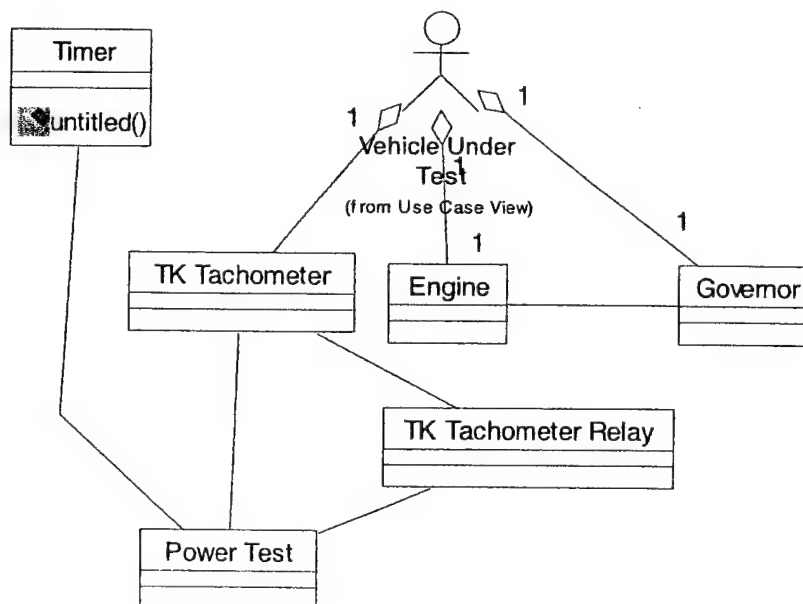 Timer
untitled()
1
1
Vehicle Under
Test
1
(from Use Case View)
1
1
TK Tachometer
Engine
Governor
TK Tachometer Relay
Power Test